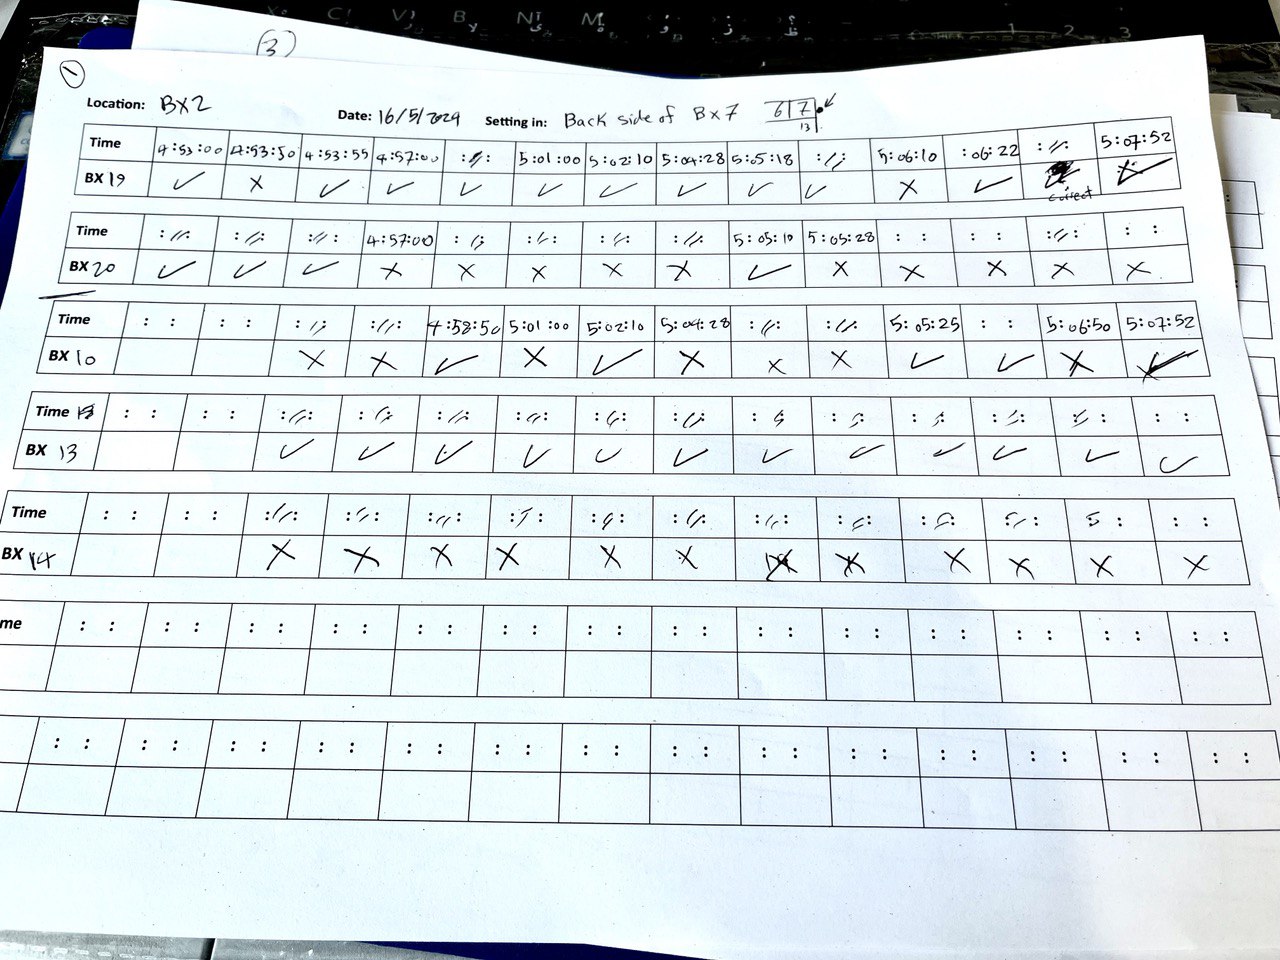 X C V B N M
1 2 3
3
1
Location: BX2 Date: 16/5/2024 Setting in: Back side of Bx7 6|7
13
Time 4:53:00 4:53:50 4:53:55 4:57:00 :〃: 5:01:00 5:02:10 5:04:28 5:05:18 :〃: 5:06:10 :06:22 :〃: 5:07:52
BX 19 ✓ X ✓ ✓ ✓ ✓ ✓ ✓ ✓ ✓ X ✓
correct
Time :〃: :〃: :〃: 4:57:00 :〃: :〃: :〃: :〃: 5:05:10 5:05:28 : : : : :〃: : :
BX 20 ✓ ✓ ✓ X X X X X ✓ X X X X X
Time : : : : :〃: :〃: 4:58:50 5:01:00 5:02:10 5:04:28 :〃: :〃: 5:05:25 : : 5:06:50 5:07:52
BX 10 X X ✓ X ✓ X X X ✓ ✓ X ✓
Time : : : : :〃: :〃: :〃: :〃: :〃: :〃: :〃: :〃: :〃: :〃: :〃: : :
BX 13 ✓ ✓ ✓ ✓ ✓ ✓ ✓ ✓ ✓ ✓ ✓ ✓
Time : : : : :〃: :〃: :〃: :〃: :〃: :〃: :〃: :〃: :〃: :〃: : : : :
BX 14 X X X X X X X X X X X X
me : : : : : : : : : : : : : : : : : : : : : : : : : : : :
: : : : : : : : : : : : : : : : : : : : : : : : : : : :